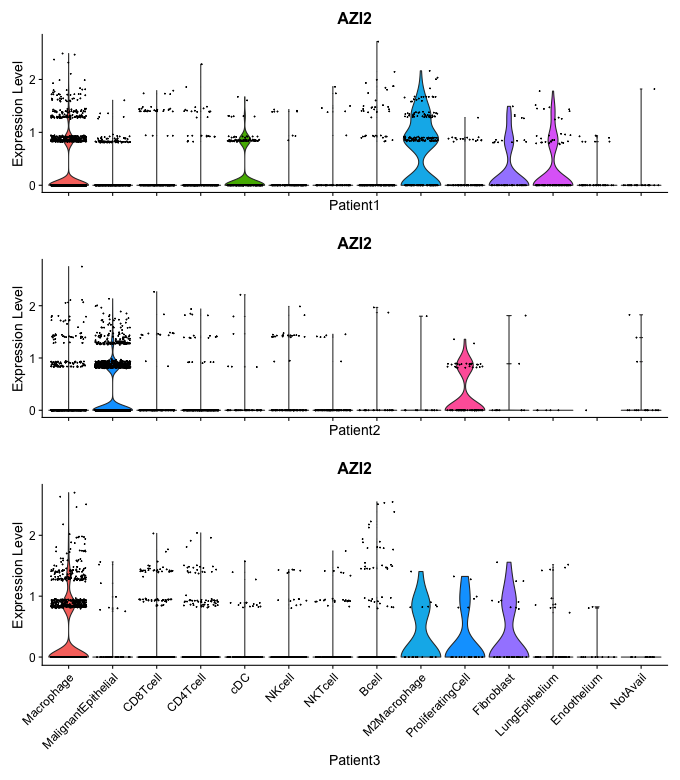 AZI2
Expression Level
2
1
0
Patient1
AZI2
Expression Level
2
1
0
Patient2
AZI2
Expression Level
2
1
0
Macrophage
MalignantEpithelial
CD8Tcell
CD4Tcell
cDC
NKcell
NKTcell
Bcell
M2Macrophage
ProliferatingCell
Fibroblast
LungEpithelium
Endothelium
NotAvail
Patient3